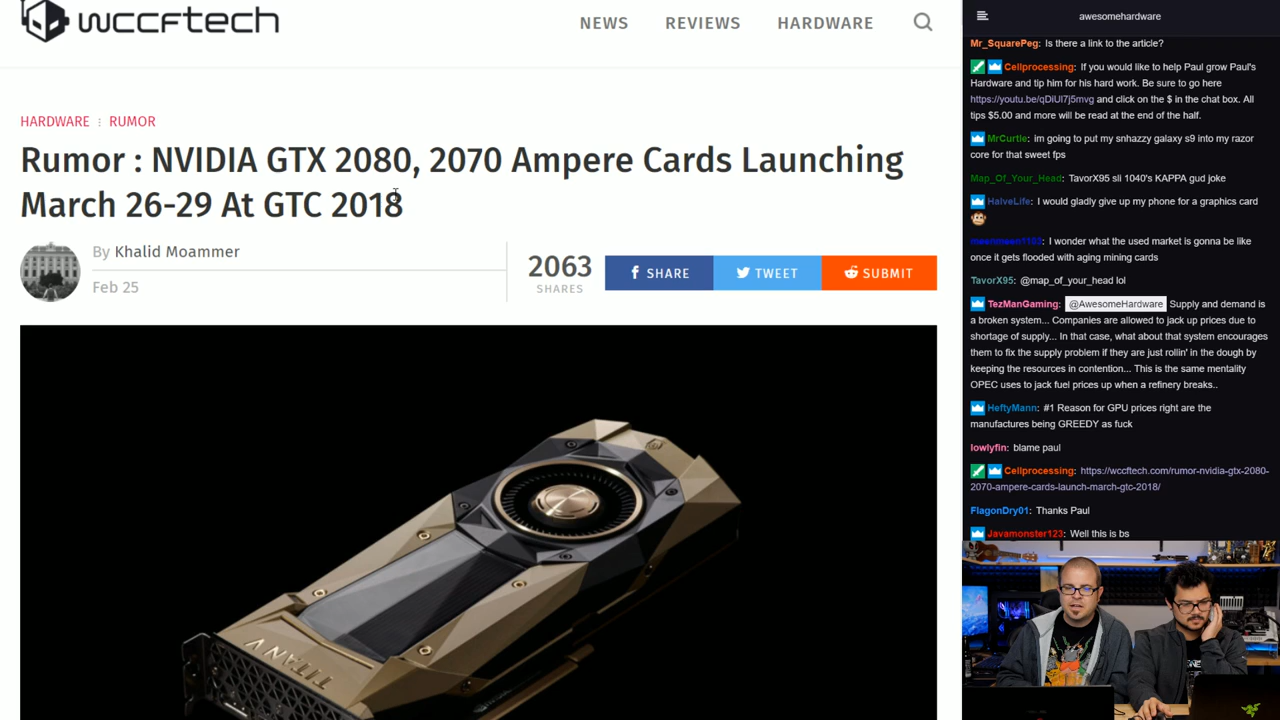 wccftech
NEWS REVIEWS HARDWARE
HARDWARE : RUMOR
Rumor : NVIDIA GTX 2080, 2070 Ampere Cards Launching
March 26-29 At GTC 2018
By Khalid Moammer
Feb 25
2063
SHARES
SHARE
TWEET
SUBMIT
TITAN V
awesomehardware
Mr_SquarePeg: Is there a link to the article?
Cellprocessing: If you would like to help Paul grow Paul's
Hardware and tip him for his hard work. Be sure to go here
https://youtu.be/qDiUl7j5mvg and click on the $ in the chat box. All
tips $5.00 and more will be read at the end of the half.
MrCurtle: im going to put my snhazzy galaxy s9 into my razor
core for that sweet fps
Map_Of_Your_Head: TavorX95 sli 1040's KAPPA gud joke
HalveLife: I would gladly give up my phone for a graphics card
meenmeen1103: I wonder what the used market is gonna be like
once it gets flooded with aging mining cards
TavorX95: @map_of_your_head lol
TezManGaming: @AwesomeHardware Supply and demand is
a broken system... Companies are allowed to jack up prices due to
shortage of supply... In that case, what about that system encourages
them to fix the supply problem if they are just rollin' in the dough by
keeping the resources in contention... This is the same mentality
OPEC uses to jack fuel prices up when a refinery breaks..
HeftyMann: #1 Reason for GPU prices right are the
manufactures being GREEDY as fuck
lowlyfin: blame paul
Cellprocessing: https://wccftech.com/rumor-nvidia-gtx-2080-
2070-ampere-cards-launch-march-gtc-2018/
FlagonDry01: Thanks Paul
Javamonster123: Well this is bs